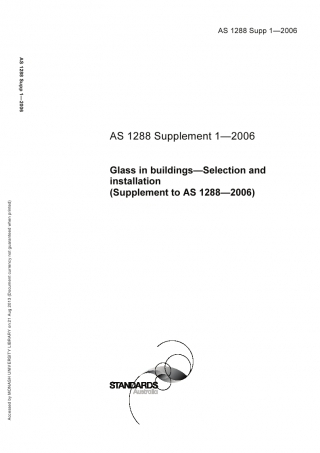 AS 1288 Supp 1—2006
AS 1288 Supp 1—2006
AS 1288 Supplement 1—2006
Glass in buildings—Selection and
installation
(Supplement to AS 1288—2006)
Accessed by MONASH UNIVERSITY LIBRARY on 21 Aug 2010 (Document currency not guaranteed when printed)
STANDARDS
Australia